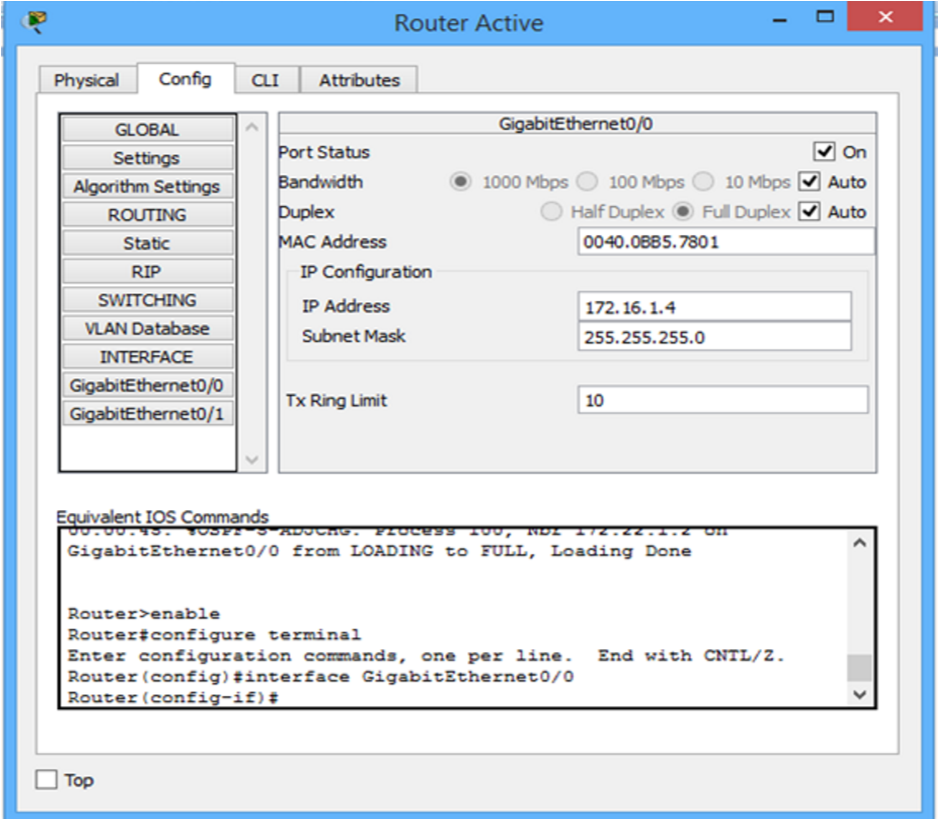 Router Active
Physical Config CLI Attributes
GLOBAL
Settings
Algorithm Settings
ROUTING
Static
RIP
SWITCHING
VLAN Database
INTERFACE
GigabitEthernet0/0
GigabitEthernet0/1
GigabitEthernet0/0
Port Status On
Bandwidth 1000 Mbps 100 Mbps 10 Mbps Auto
Duplex Half Duplex Full Duplex Auto
MAC Address 0040.0BB5.7801
IP Configuration
IP Address 172.16.1.4
Subnet Mask 255.255.255.0
Tx Ring Limit 10
Equivalent IOS Commands
00:00:45: %OSPF-5-ADJCHG: Process 100, Nbr 172.22.1.2 on
GigabitEthernet0/0 from LOADING to FULL, Loading Done
Router>enable
Router#configure terminal
Enter configuration commands, one per line. End with CNTL/Z.
Router(config)#interface GigabitEthernet0/0
Router(config-if)#
Top